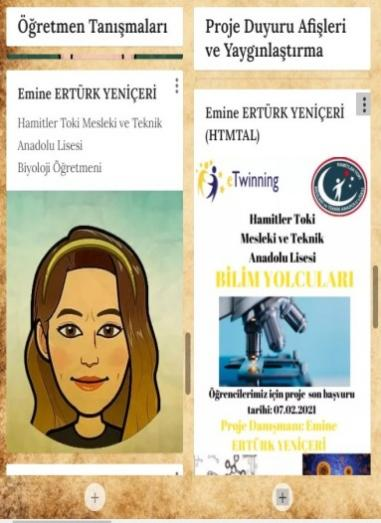 Öğretmen Tanışmaları
Emine ERTÜRK YENİÇERİ
Hamitler Toki Mesleki ve Teknik
Anadolu Lisesi
Biyoloji Öğretmeni
Proje Duyuru Afişleri
ve Yaygınlaştırma
Emine ERTÜRK YENİÇERİ
(HTMTAL)
eTwinning
Hamitler Toki
Mesleki ve Teknik
Anadolu Lisesi
BİLİM YOLCULARI
Öğrencilerimiz için proje son başvuru
tarihi: 07.02.2021
Proje Danışmanı: Emine
ERTÜRK YENİÇERİ